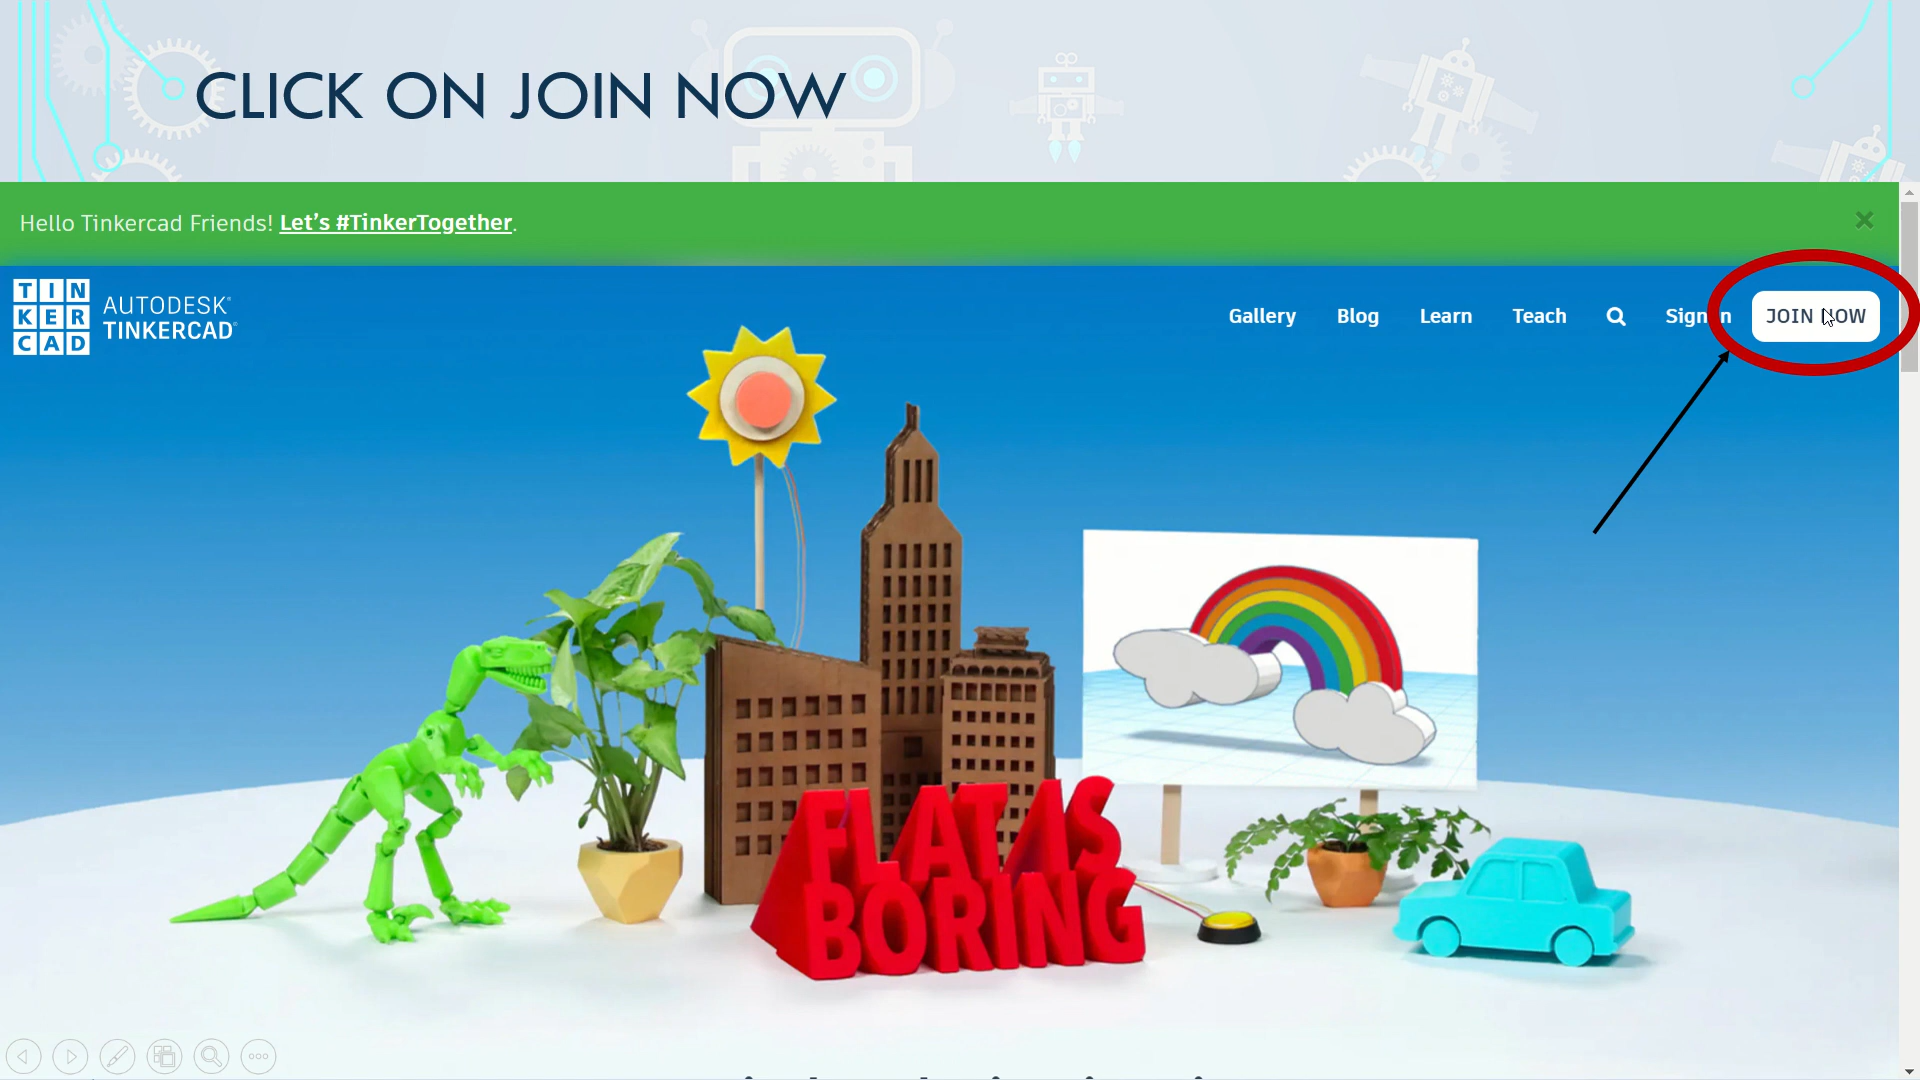 CLICK ON JOIN NOW
Hello Tinkercad Friends! Let's #TinkerTogether.
TIN
KER
CAD
AUTODESK®
TINKERCAD®
Gallery Blog Learn Teach Sign In JOIN NOW
FLAT IS
BORING